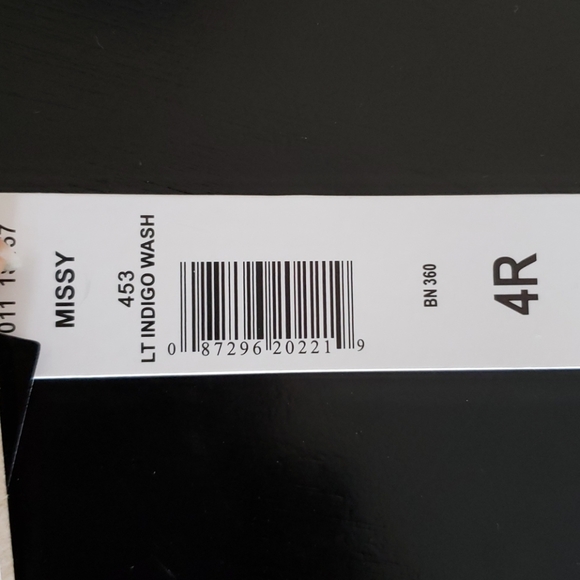 MISSY
453
LT INDIGO WASH
0 87296 20221 9
BN 360
4R